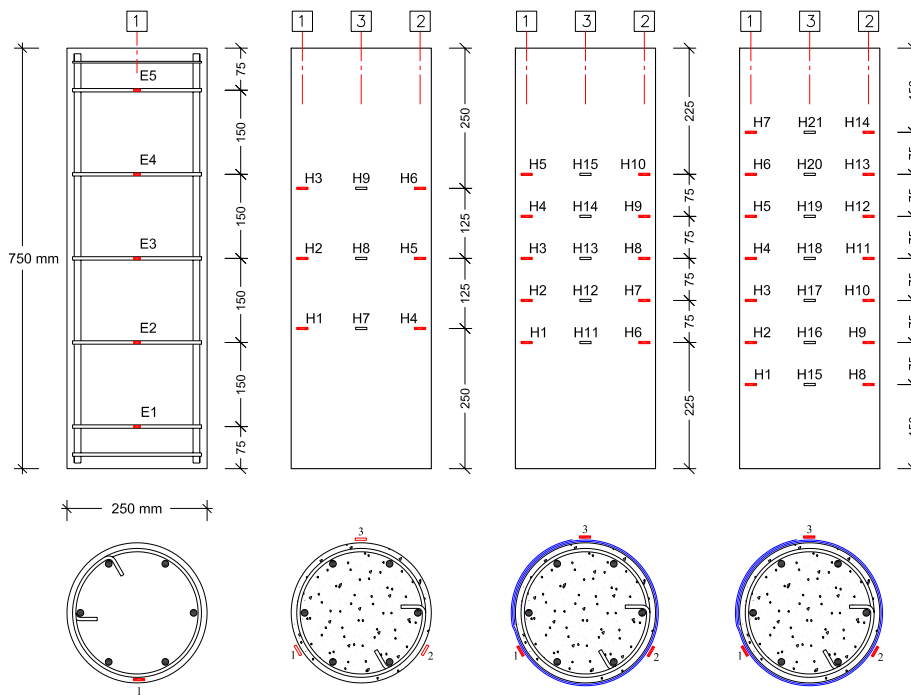 1
E5
E4
E3
E2
E1
750 mm
75
150
150
150
150
75
250 mm
1
1 3 2
H3 H9 H6
H2 H8 H5
H1 H7 H4
250
125
125
250
3
1 2
1 3 2
H5 H15 H10
H4 H14 H9
H3 H13 H8
H2 H12 H7
H1 H11 H6
225
75
75
75
75
225
3
1 2
1 3 2
H7 H21 H14
H6 H20 H13
H5 H19 H12
H4 H18 H11
H3 H17 H10
H2 H16 H9
H1 H15 H8
3
1 2